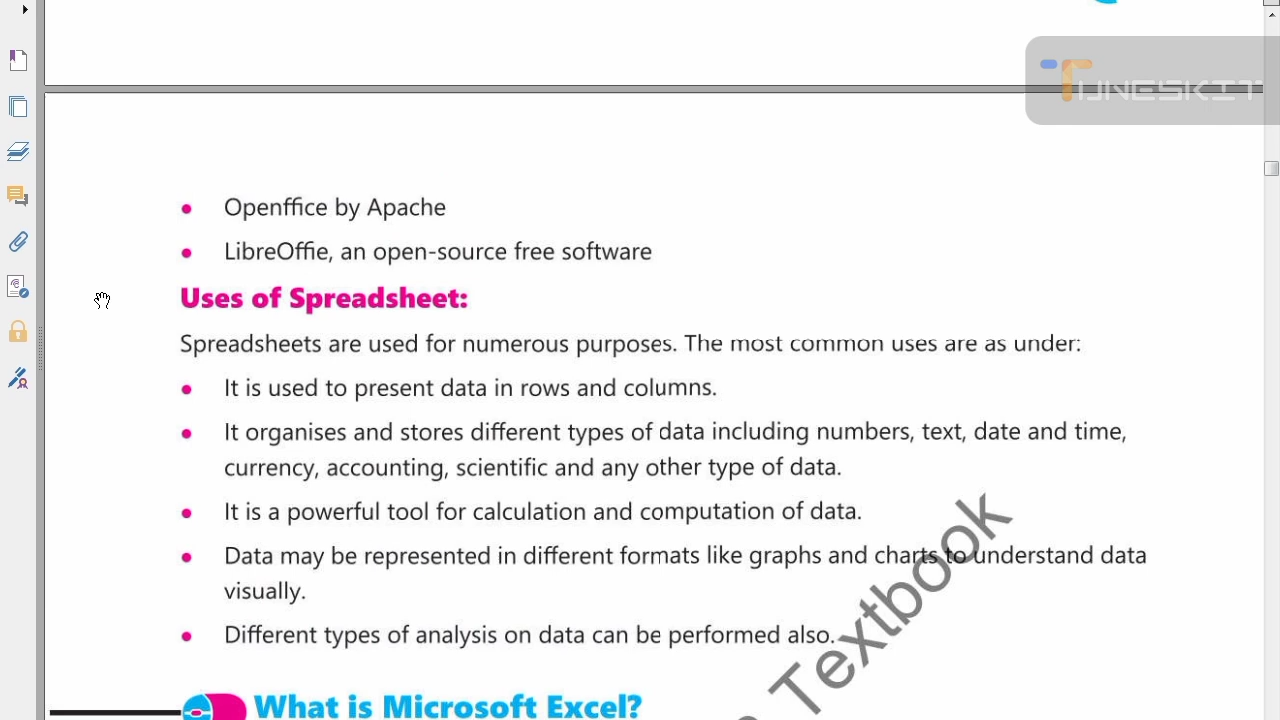 TUNESKIT
Openffice by Apache
LibreOffie, an open-source free software
Uses of Spreadsheet:
Spreadsheets are used for numerous purposes. The most common uses are as under:
It is used to present data in rows and columns.
It organises and stores different types of data including numbers, text, date and time,
currency, accounting, scientific and any other type of data.
It is a powerful tool for calculation and computation of data.
Data may be represented in different formats like graphs and charts to understand data
visually.
Different types of analysis on data can be performed also.
Textbook
What is Microsoft Excel?